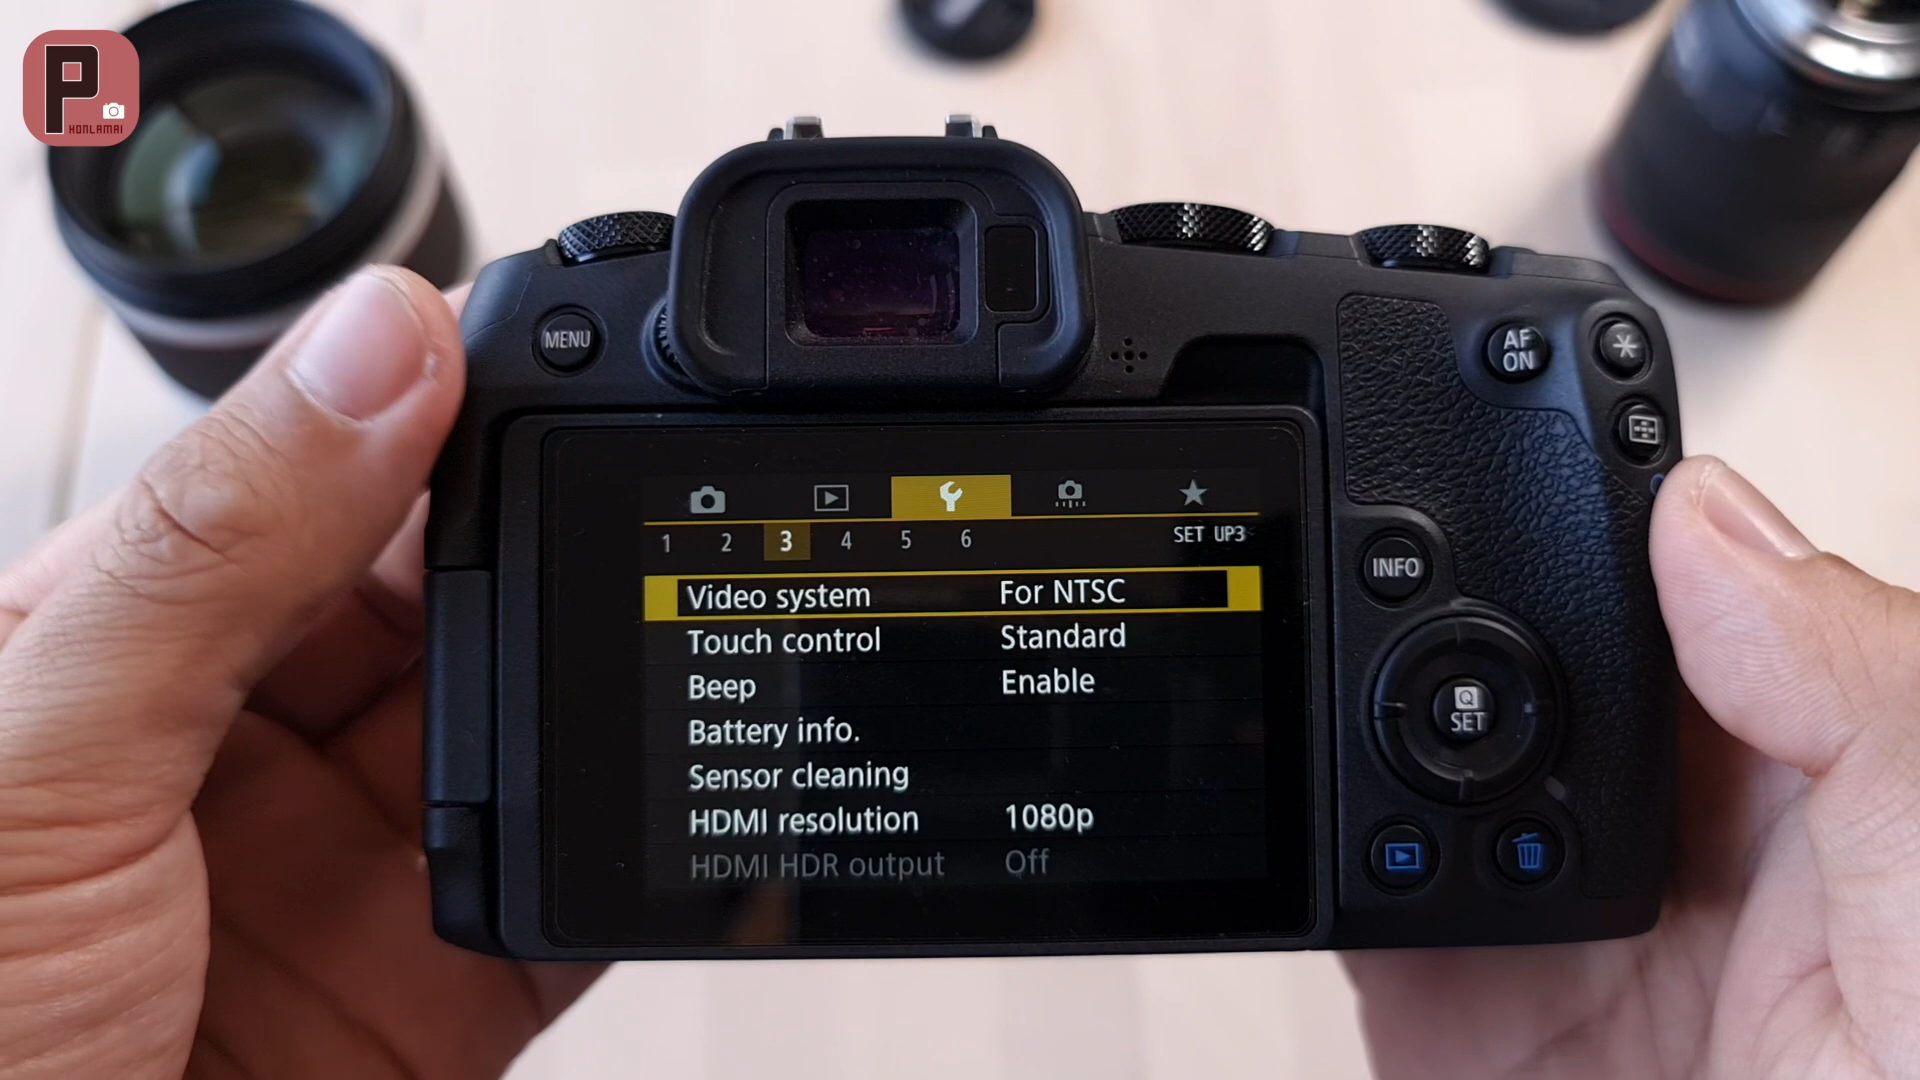 P
HONLAMAI
MENU
AF
ON
1 2 3 4 5 6 SET UP3
Video system For NTSC
Touch control Standard
Beep Enable
Battery info.
Sensor cleaning
HDMI resolution 1080p
HDMI HDR output Off
INFO
Q
SET